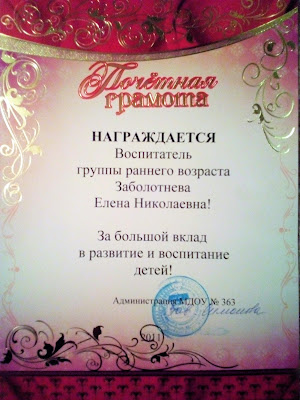 Почётная
грамота
НАГРАЖДАЕТСЯ
Воспитатель
группы раннего возраста
Заболотнева
Елена Николаевна!
За большой вклад
в развитие и воспитание
детей!
Администрация МДОУ № 363